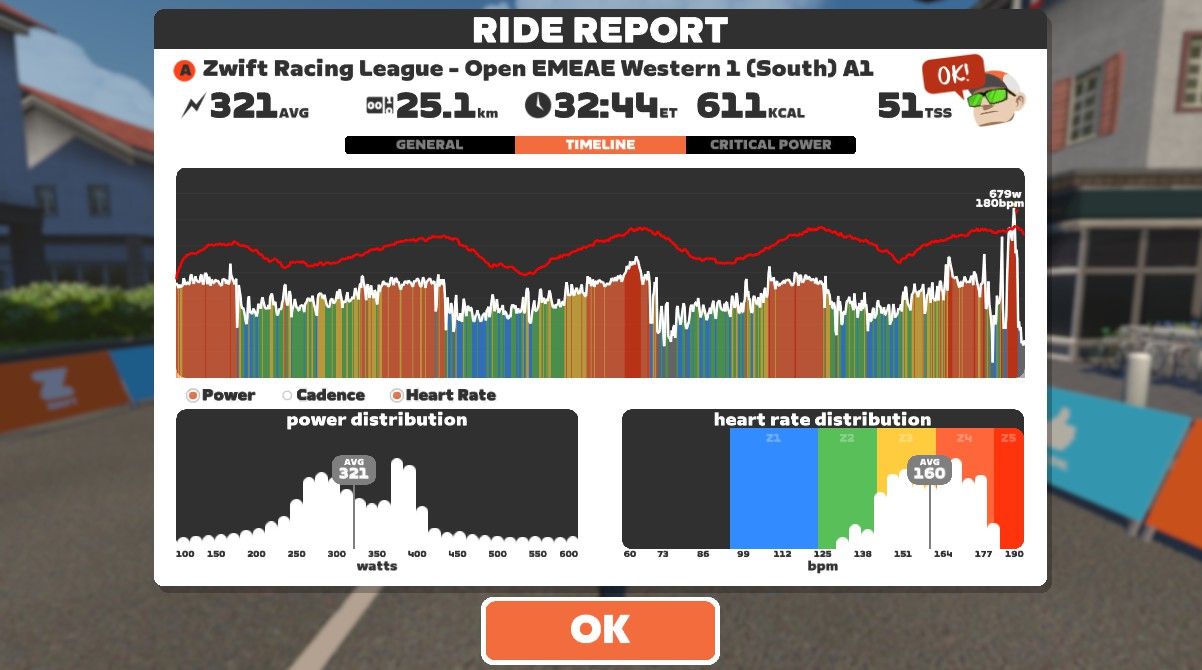 RIDE REPORT
A Zwift Racing League - Open EMEAE Western 1 (South) A1
OK!
321AVG 25.1km 32:44ET 611KCAL 51TSS
GENERAL TIMELINE CRITICAL POWER
679w
180bpm
Power Cadence Heart Rate
power distribution
AVG
321
100 150 200 250 300 350 400 450 500 550 600
watts
heart rate distribution
Z1 Z2 Z3 Z4 Z5
AVG
160
60 73 86 99 112 125 138 151 164 177 190
bpm
OK